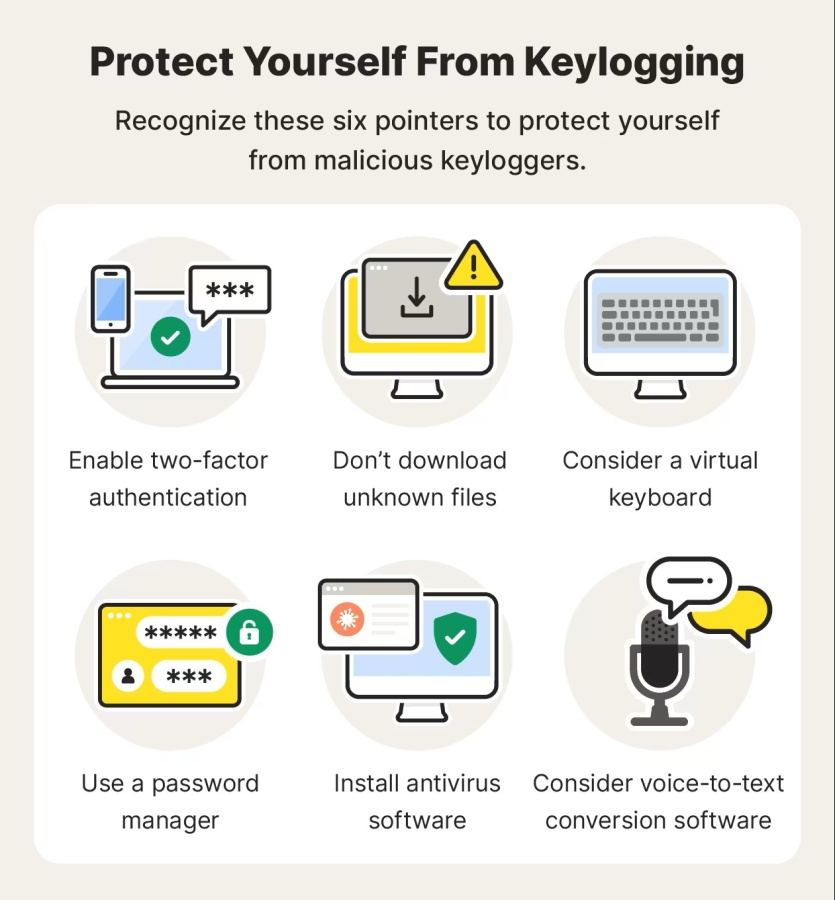 Protect Yourself From Keylogging
Recognize these six pointers to protect yourself
from malicious keyloggers.
***
!
Enable two-factor
authentication
Don’t download
unknown files
Consider a virtual
keyboard
*****
***
Use a password
manager
Install antivirus
software
Consider voice-to-text
conversion software